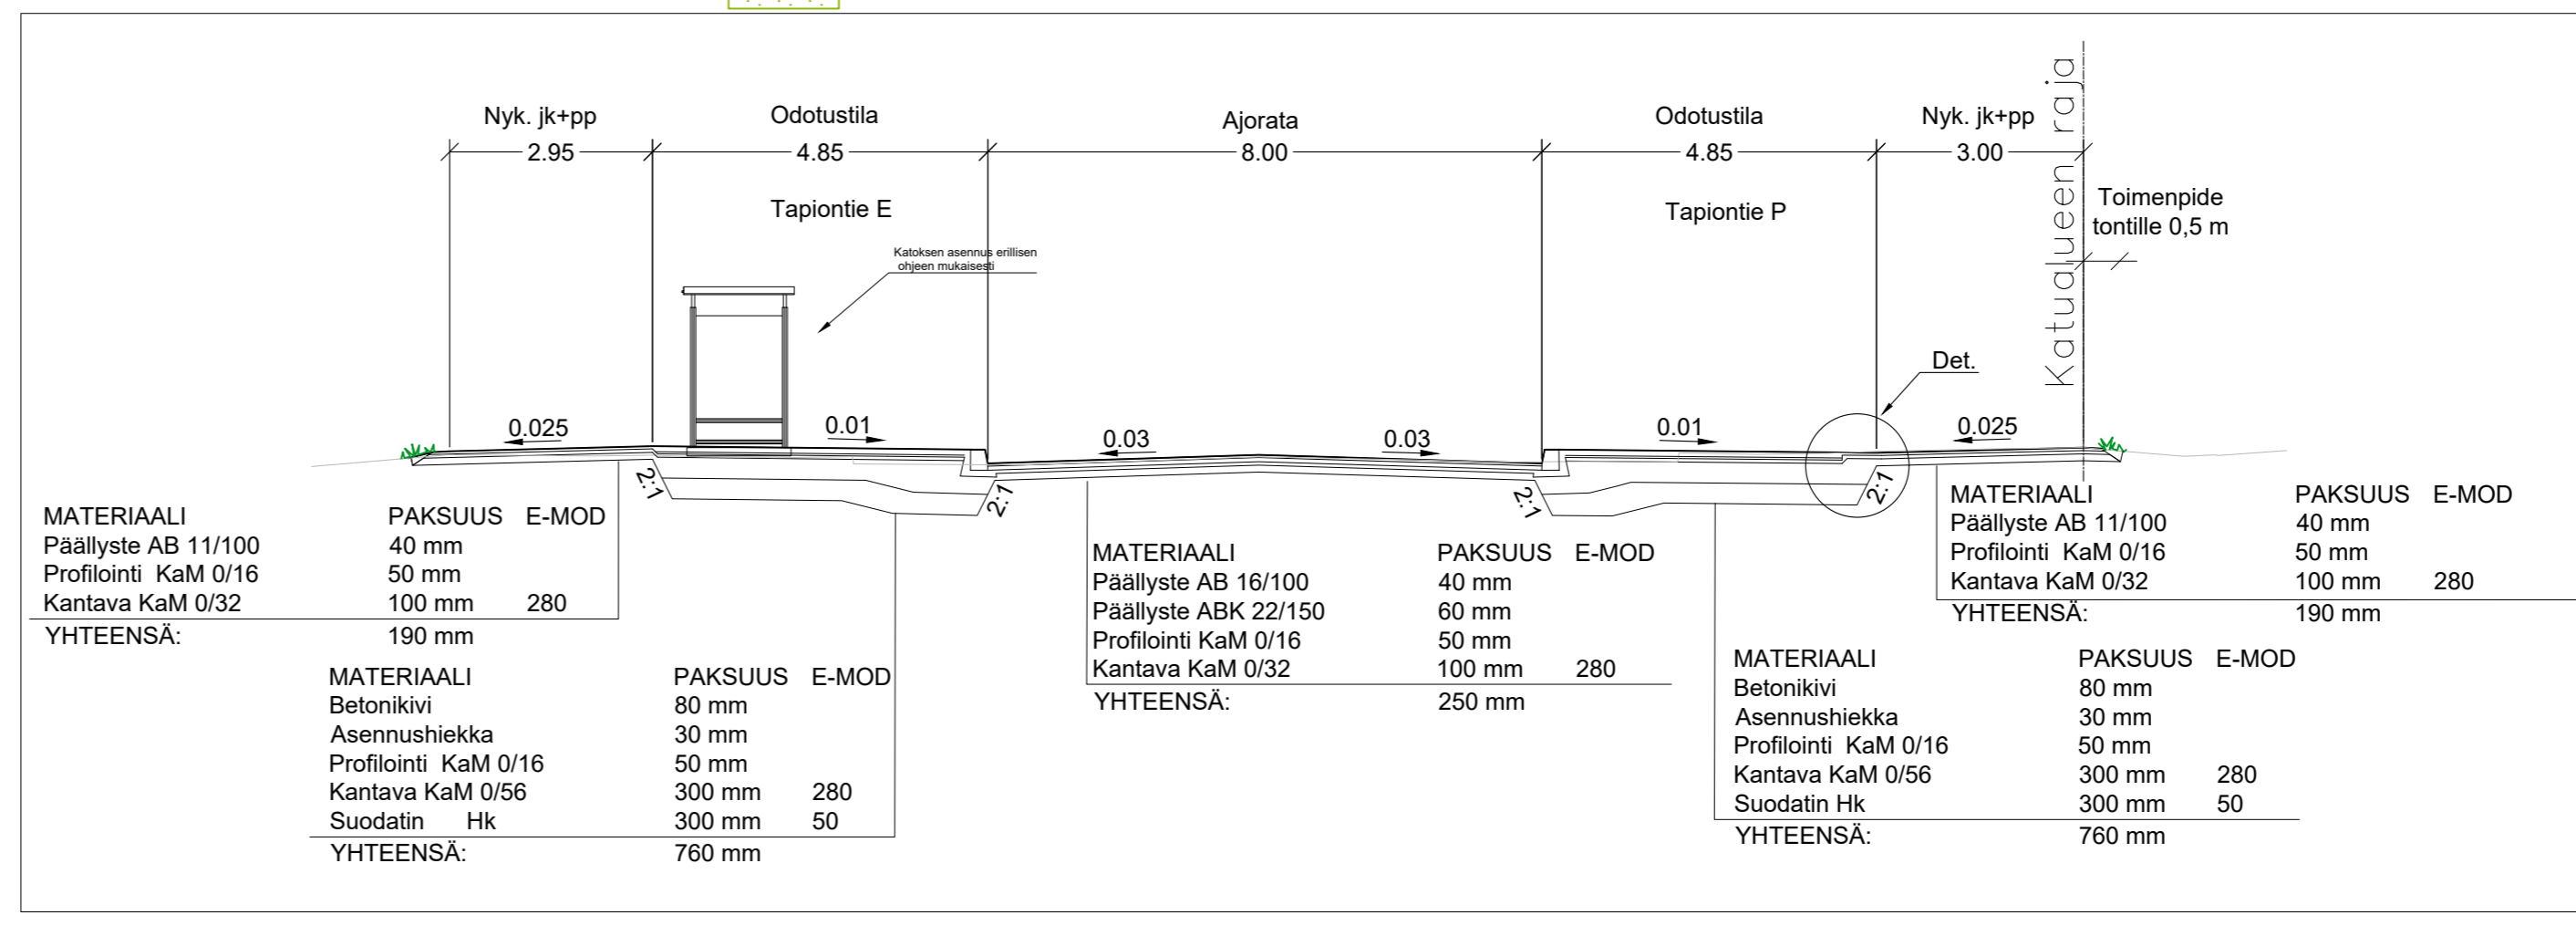 Nyk. jk+pp
Odotustila
Ajorata
Odotustila
Nyk. jk+pp
2.95
4.85
8.00
4.85
3.00
Katualueen raja
Toimenpide
tontille 0,5 m
Tapiontie E
Tapiontie P
Katoksen asennus erillisen
ohjeen mukaisesti
Det.
0.025
0.01
0.03
0.03
0.01
0.025
2:1
2:1
2:1
2:1
MATERIAALI PAKSUUS E-MOD
Päällyste AB 11/100 40 mm
Profilointi KaM 0/16 50 mm
Kantava KaM 0/32 100 mm 280
YHTEENSÄ: 190 mm
MATERIAALI PAKSUUS E-MOD
Betonikivi 80 mm
Asennushiekka 30 mm
Profilointi KaM 0/16 50 mm
Kantava KaM 0/56 300 mm 280
Suodatin Hk 300 mm 50
YHTEENSÄ: 760 mm
MATERIAALI PAKSUUS E-MOD
Päällyste AB 16/100 40 mm
Päällyste ABK 22/150 60 mm
Profilointi KaM 0/16 50 mm
Kantava KaM 0/32 100 mm 280
YHTEENSÄ: 250 mm
MATERIAALI PAKSUUS E-MOD
Päällyste AB 11/100 40 mm
Profilointi KaM 0/16 50 mm
Kantava KaM 0/32 100 mm 280
YHTEENSÄ: 190 mm
MATERIAALI PAKSUUS E-MOD
Betonikivi 80 mm
Asennushiekka 30 mm
Profilointi KaM 0/16 50 mm
Kantava KaM 0/56 300 mm 280
Suodatin Hk 300 mm 50
YHTEENSÄ: 760 mm